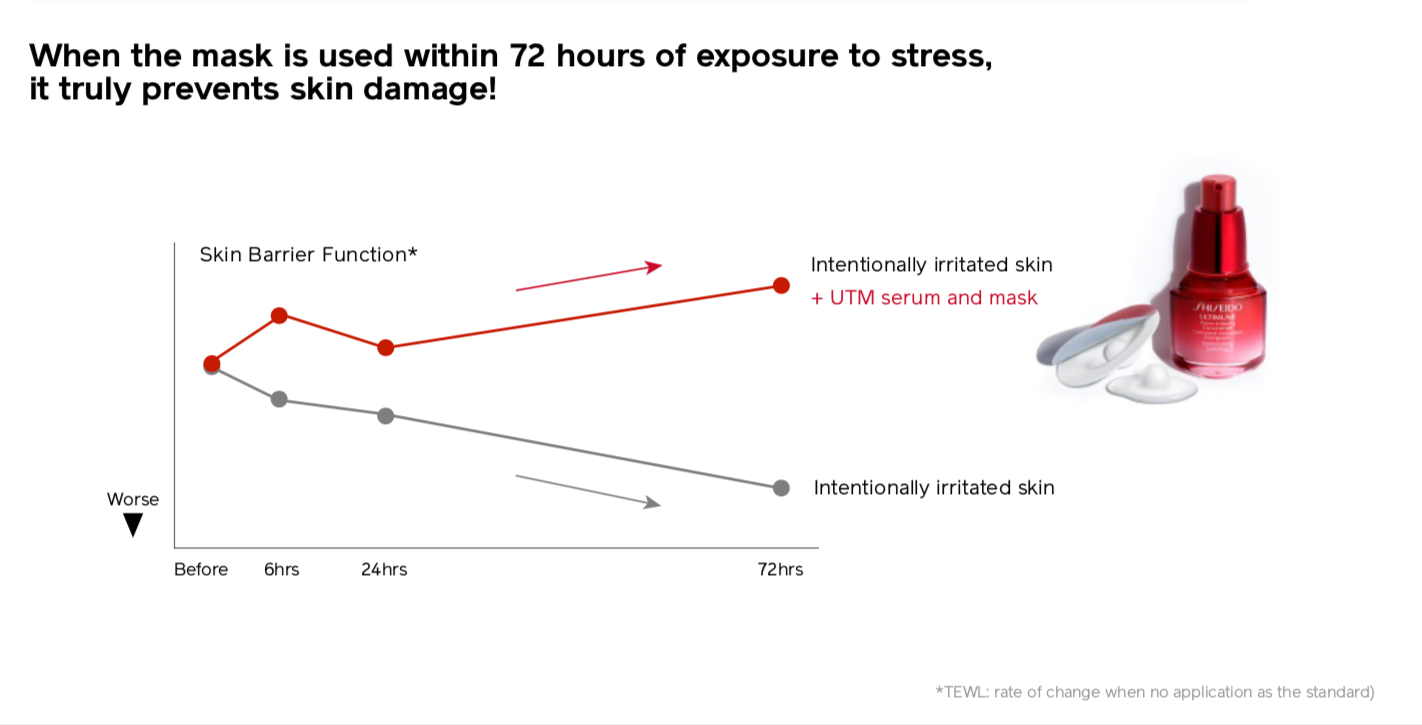 When the mask is used within 72 hours of exposure to stress,
it truly prevents skin damage!
Skin Barrier Function*
Intentionally irritated skin
+ UTM serum and mask
SHISEIDO
ULTIMUNE
Intentionally irritated skin
Worse
Before 6hrs 24hrs 72hrs
*TEWL: rate of change when no application as the standard)